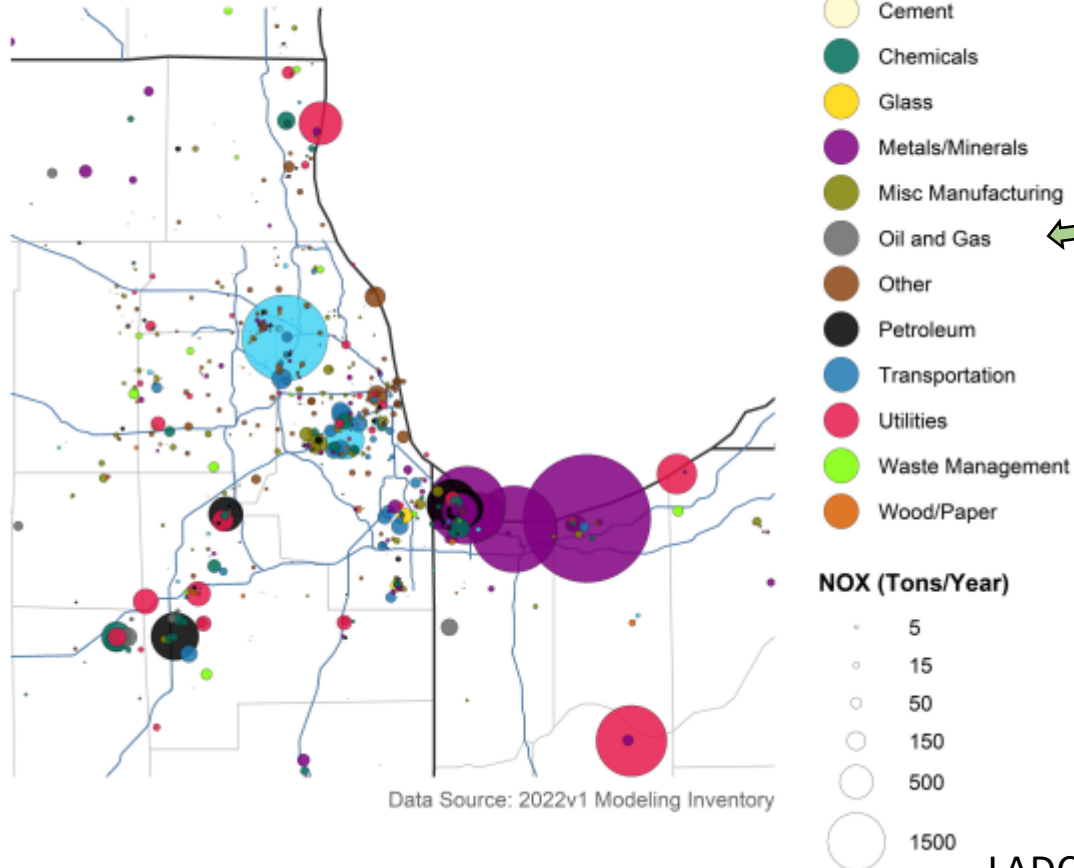 Cement
Chemicals
Glass
Metals/Minerals
Misc Manufacturing
Oil and Gas
Other
Petroleum
Transportation
Utilities
Waste Management
Wood/Paper
NOX (Tons/Year)
5
15
50
150
500
1500
Data Source: 2022v1 Modeling Inventory